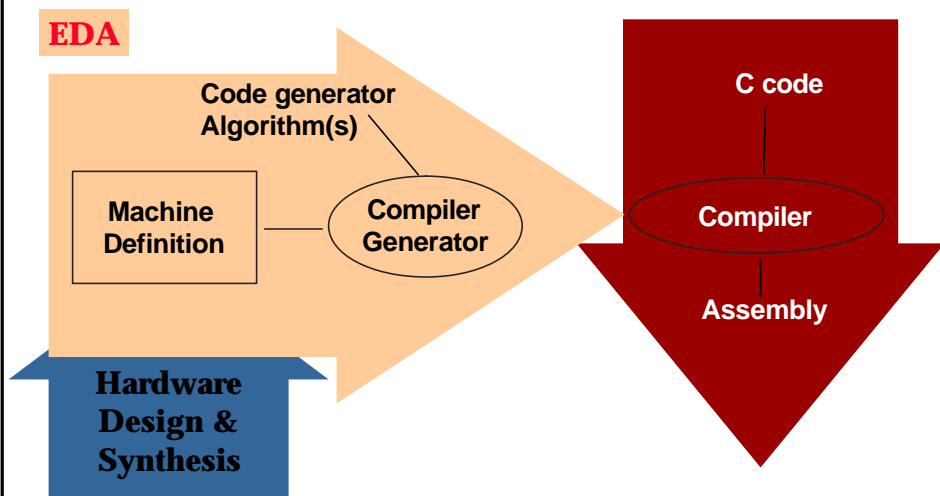 EDA
Code generator
Algorithm(s)
Machine
Definition
Compiler
Generator
Hardware
Design &
Synthesis
C code
Compiler
Assembly